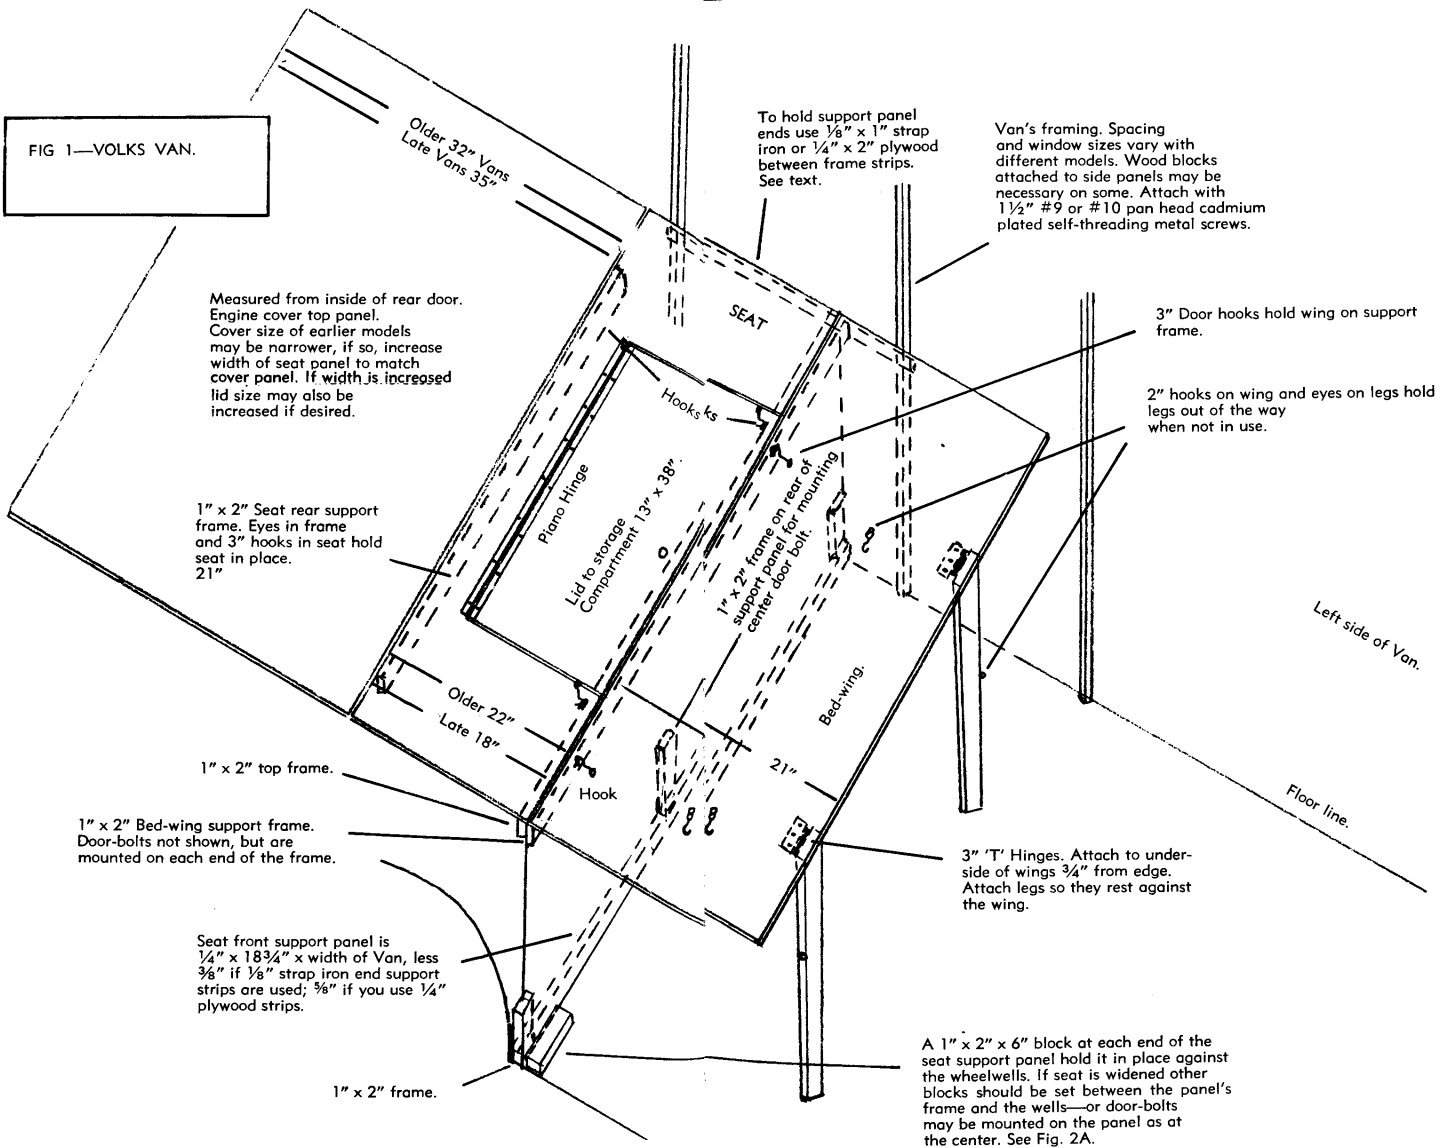 FIG 1—VOLKS VAN.
Older 32" Vans
Late Vans 35"
To hold support panel
ends use ⅛" x 1" strap
iron or ¼" x 2" plywood
between frame strips.
See text.
Van's framing. Spacing
and window sizes vary with
different models. Wood blocks
attached to side panels may be
necessary on some. Attach with
1½" #9 or #10 pan head cadmium
plated self-threading metal screws.
Measured from inside of rear door.
Engine cover top panel.
Cover size of earlier models
may be narrower, if so, increase
width of seat panel to match
cover panel. If width is increased
lid size may also be
increased if desired.
SEAT
3" Door hooks hold wing on support
frame.
2" hooks on wing and eyes on legs hold
legs out of the way
when not in use.
Hooks ks
Piano Hinge
Lid to storage
Compartment 13" x 38".
1" x 2" frame on rear of
support panel for mounting
center door bolt.
1" x 2" Seat rear support
frame. Eyes in frame
and 3" hooks in seat hold
seat in place.
21"
Left side of Van.
Bed-wing.
Older 22"
Late 18"
21"
Hook
Floor line.
1" x 2" top frame.
1" x 2" Bed-wing support frame.
Door-bolts not shown, but are
mounted on each end of the frame.
3" 'T' Hinges. Attach to under-
side of wings ¾" from edge.
Attach legs so they rest against
the wing.
Seat front support panel is
¼" x 18¾" x width of Van, less
⅜" if ⅛" strap iron end support
strips are used; ⅝" if you use ¼"
plywood strips.
1" x 2" frame.
A 1" x 2" x 6" block at each end of the
seat support panel hold it in place against
the wheelwells. If seat is widened other
blocks should be set between the panel's
frame and the wells—or door-bolts
may be mounted on the panel as at
the center. See Fig. 2A.